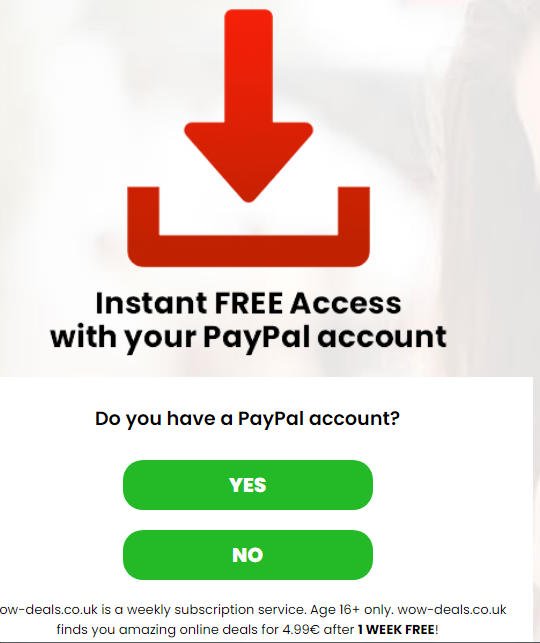 Instant FREE Access
with your PayPal account
Do you have a PayPal account?
YES
NO
ow-deals.co.uk is a weekly subscription service. Age 16+ only. wow-deals.co.uk
finds you amazing online deals for 4.99€ after 1 WEEK FREE!